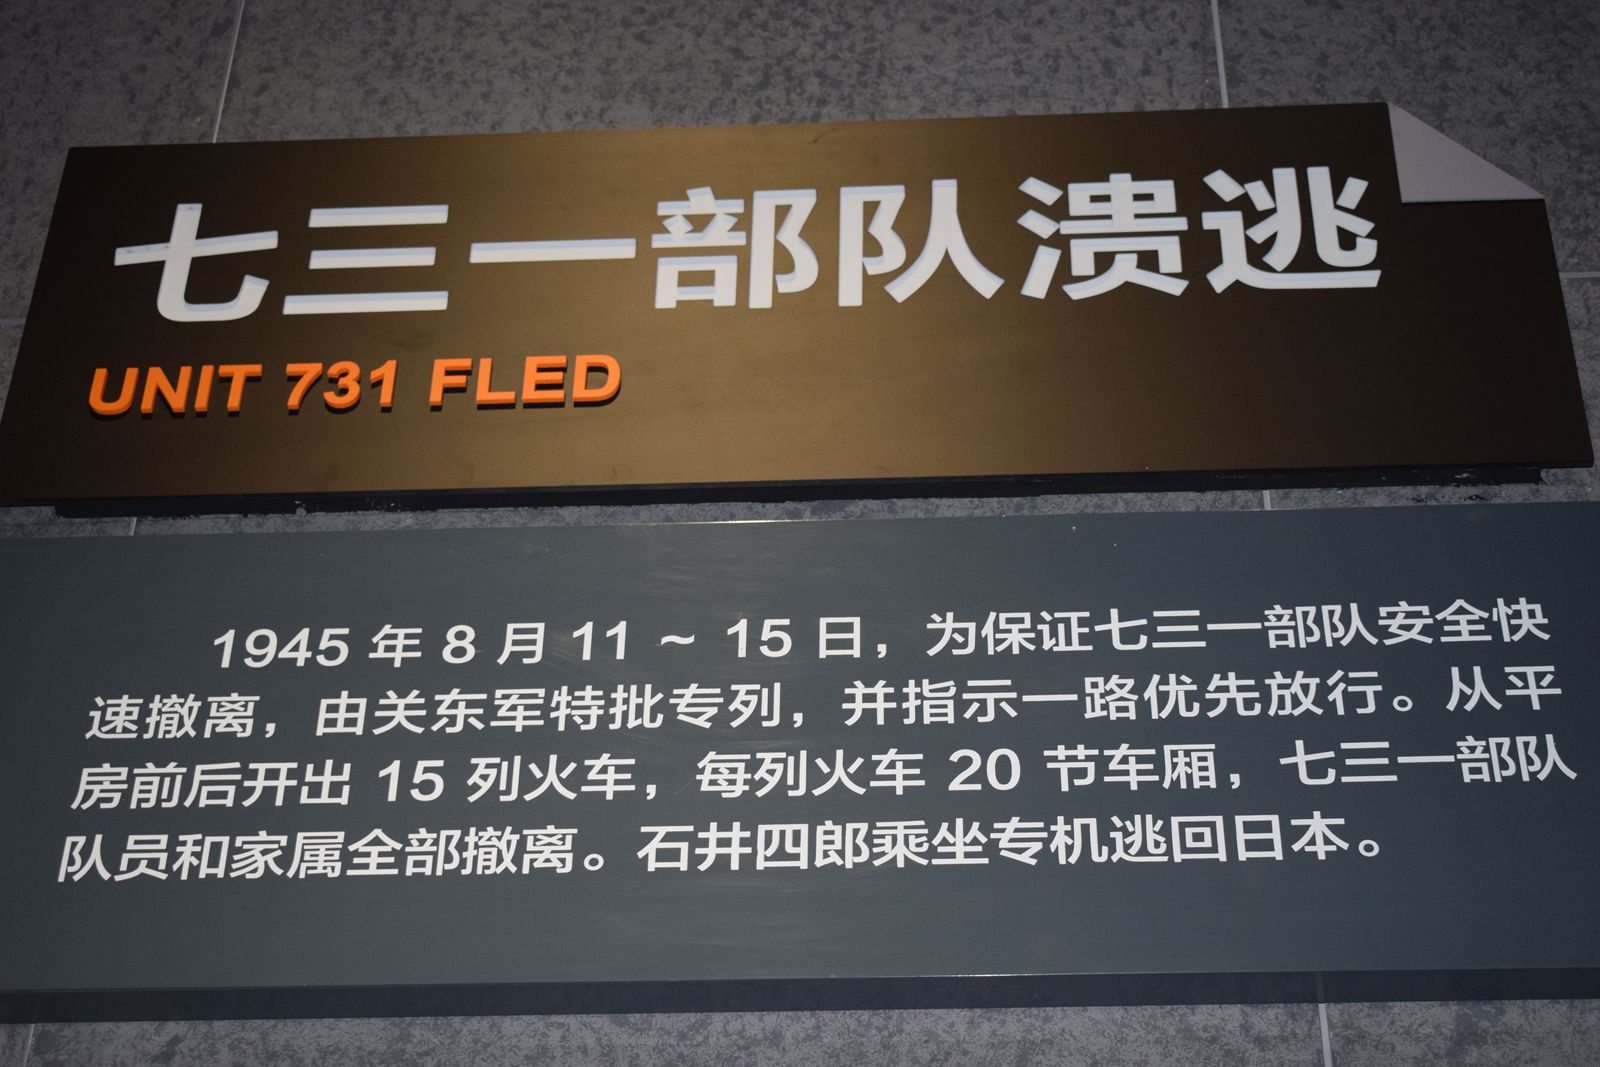 七三一部队溃逃
UNIT 731 FLED
1945 年 8 月 11 ~ 15 日，为保证七三一部队安全快
速撤离，由关东军特批专列，并指示一路优先放行。从平
房前后开出 15 列火车，每列火车 20 节车厢，七三一部队
队员和家属全部撤离。石井四郎乘坐专机逃回日本。